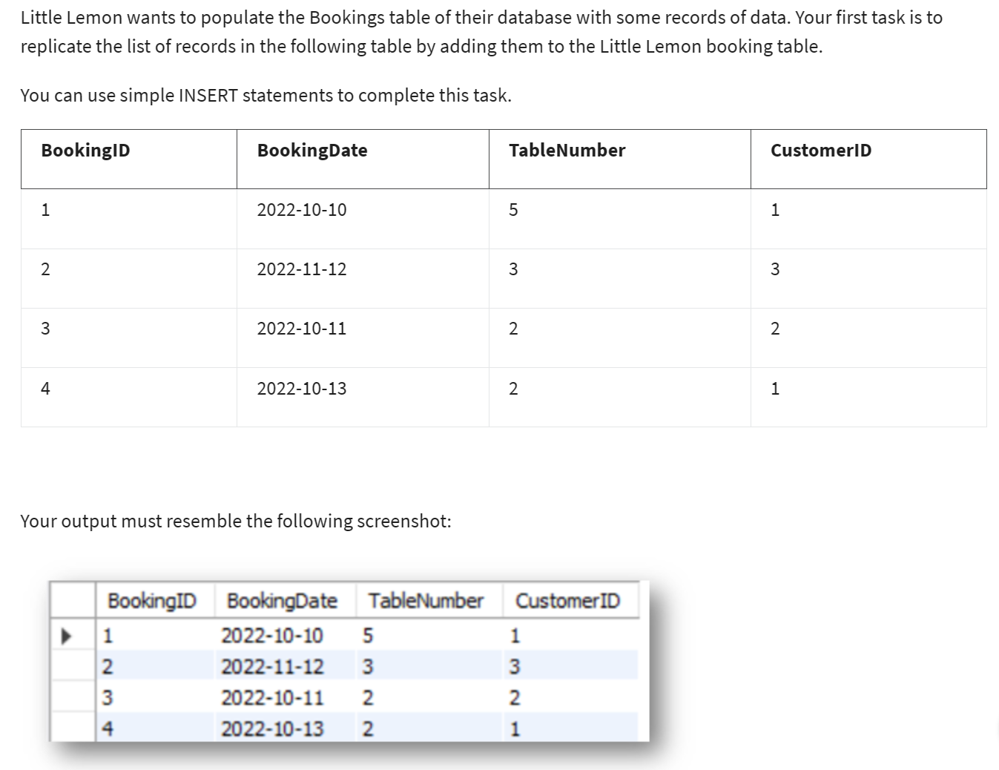 Little Lemon wants to populate the Bookings table of their database with some records of data. Your first task is to
replicate the list of records in the following table by adding them to the Little Lemon booking table.
You can use simple INSERT statements to complete this task.
BookingID BookingDate TableNumber CustomerID
1 2022-10-10 5 1
2 2022-11-12 3 3
3 2022-10-11 2 2
4 2022-10-13 2 1
Your output must resemble the following screenshot:
BookingID BookingDate TableNumber CustomerID
1 2022-10-10 5 1
2 2022-11-12 3 3
3 2022-10-11 2 2
4 2022-10-13 2 1